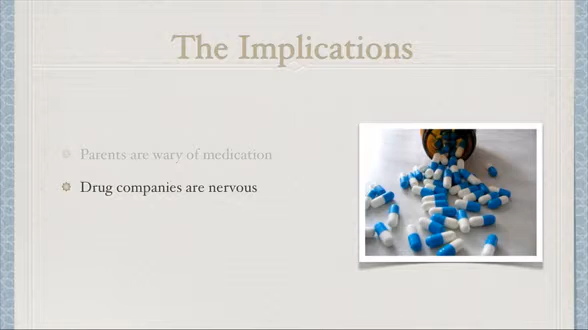 The Implications
Parents are wary of medication
Drug companies are nervous